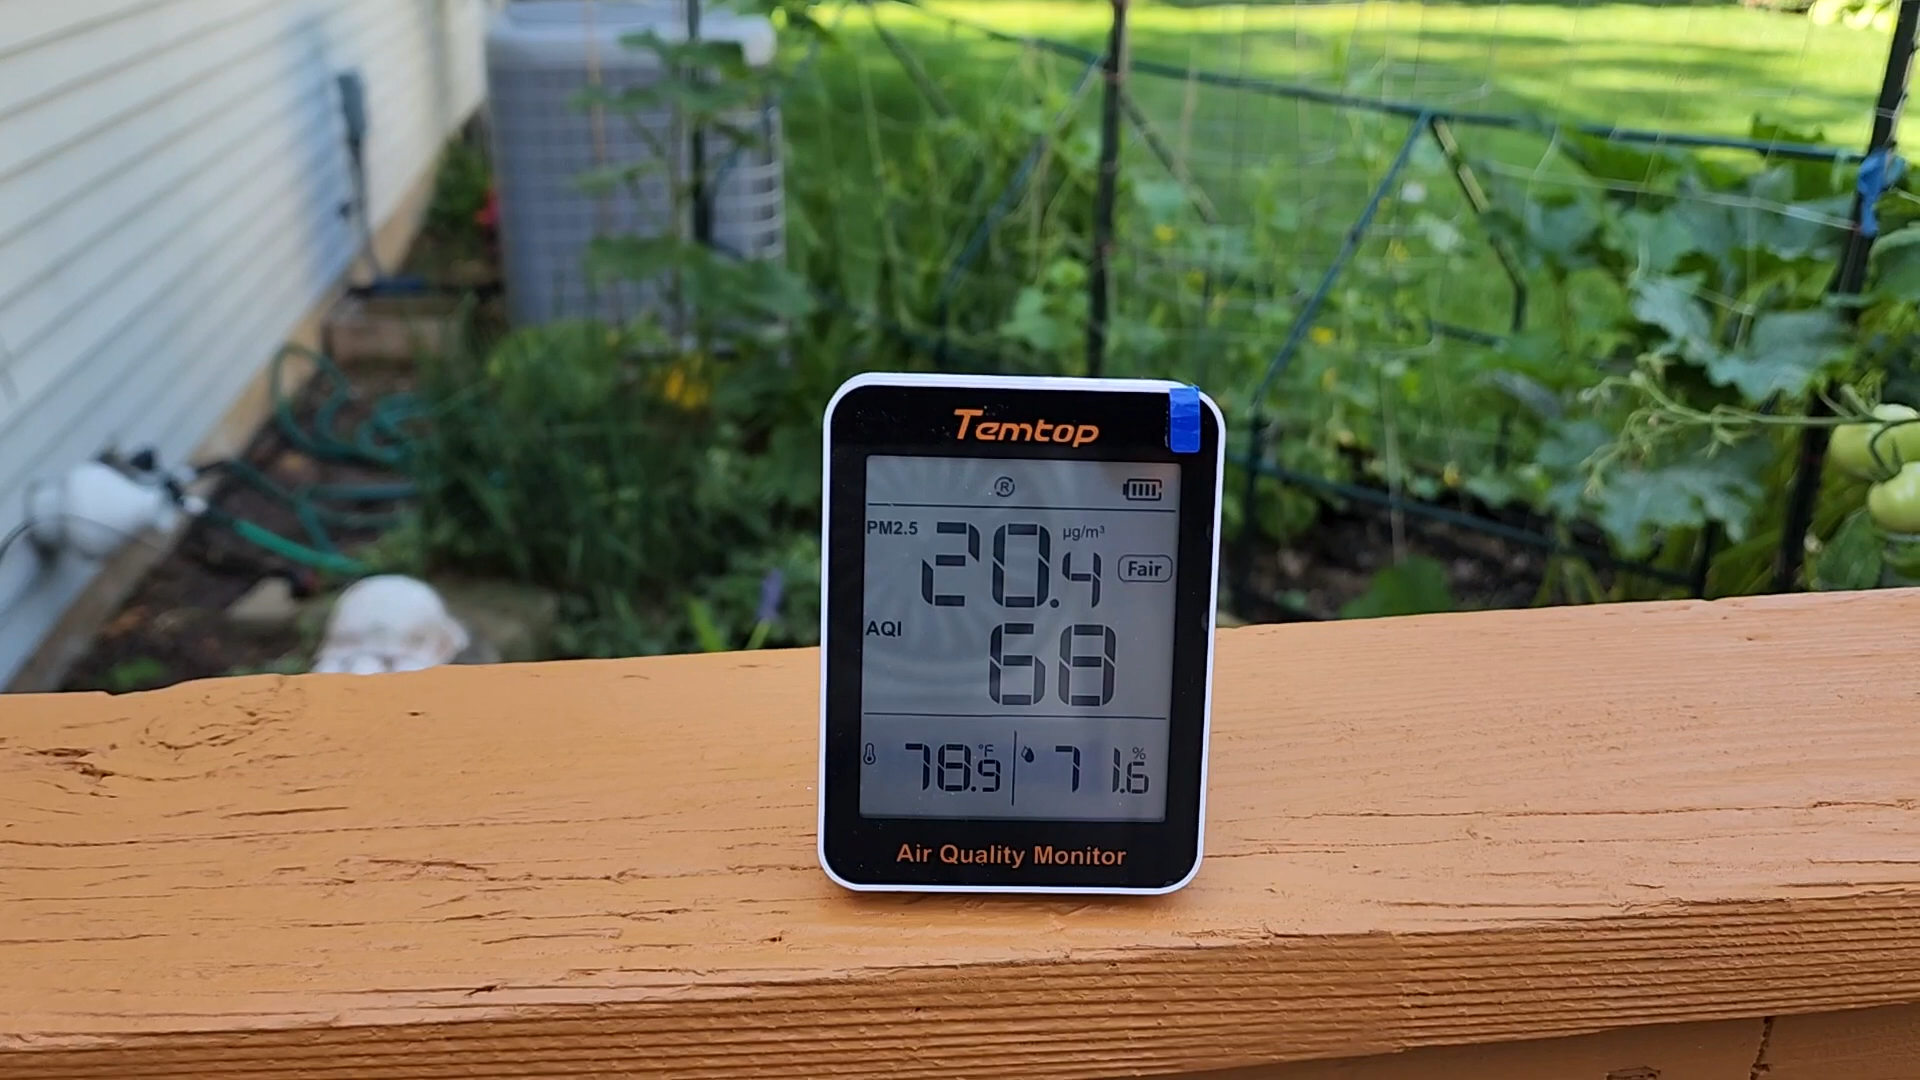 Temtop
R
PM2.5 20.4 µg/m³ Fair
AQI 68
78.9 °F 71.6 %
Air Quality Monitor